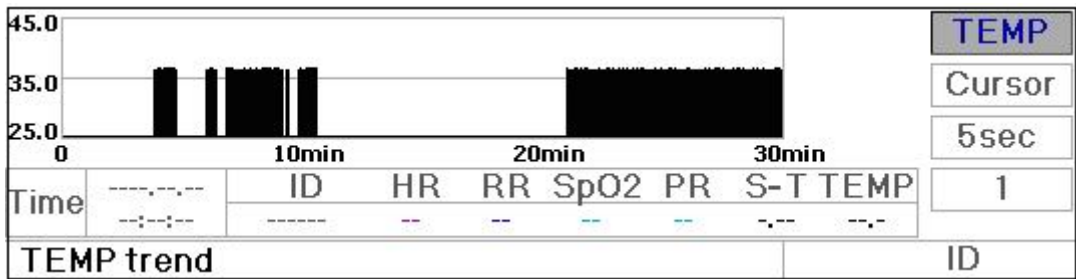 45.0
TEMP
35.0
Cursor
25.0
5sec
0 10min 20min 30min
Time ----.--.-- ID HR RR SpO2 PR S-T TEMP 1
--:--:-- ------ -- -- -- -- -.-- --.-
TEMP trend ID